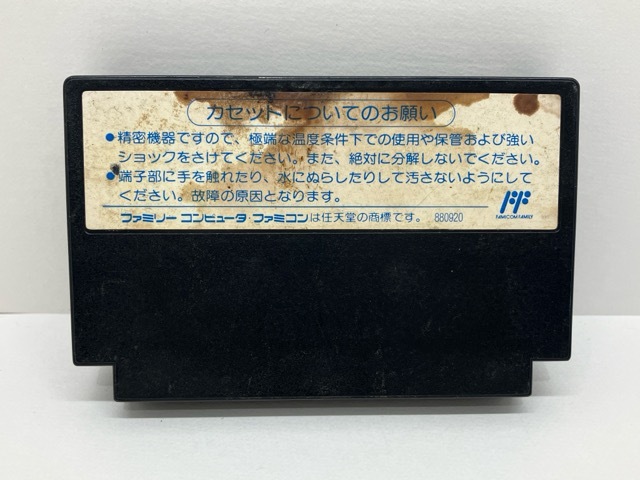 カセットについてのお願い
●精密機器ですので、極端な温度条件下での使用や保管および強い
ショックをさけてください。また、絶対に分解しないでください。
●端子部に手を触れたり、水にぬらしたりして汚さないようにして
ください。故障の原因となります。
ファミリー コンピュータ・ファミコンは任天堂の商標です。 880920
FAMICOM FAMILY